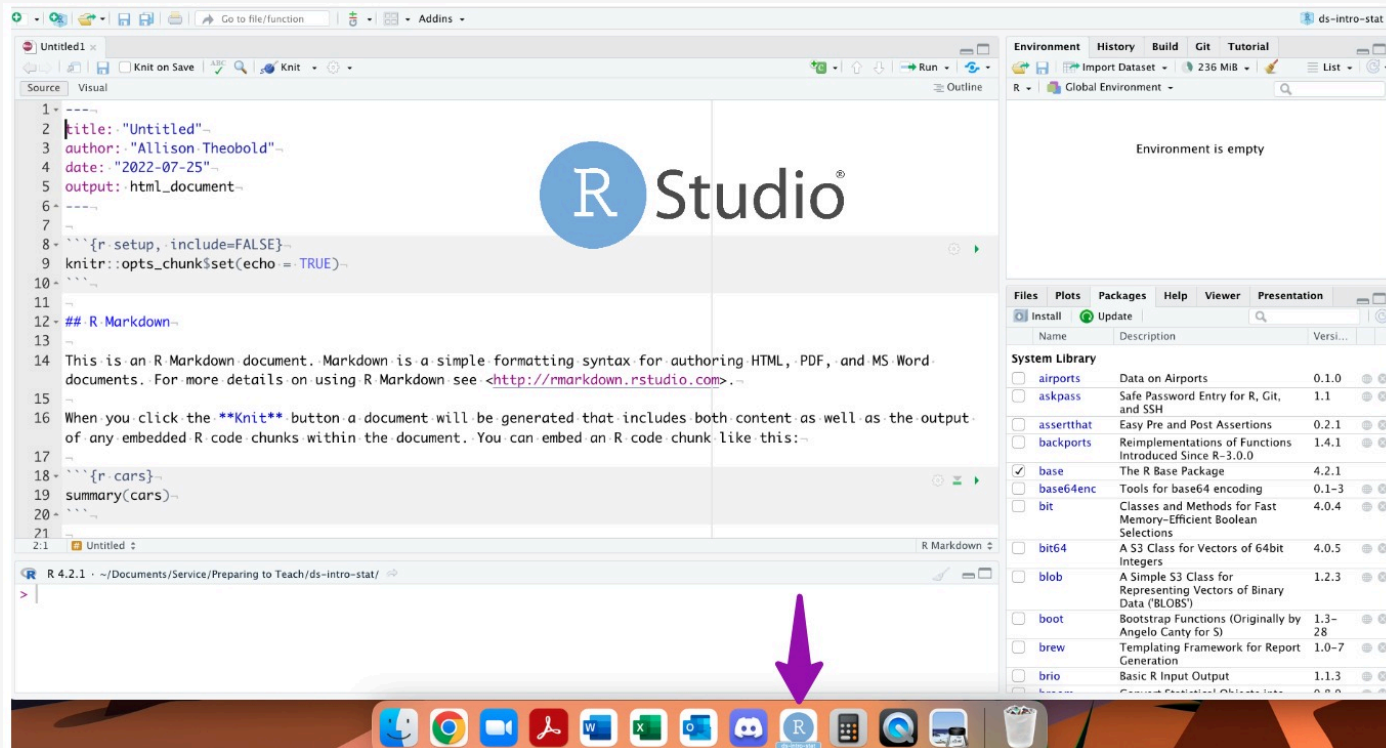 Go to file/function
Addins
ds-intro-stat
Untitled1
Knit on Save
ABC
Knit
Run
Source Visual
Outline
1 ---
2 title: "Untitled"
3 author: "Allison Theobold"
4 date: "2022-07-25"
5 output: html_document
6 ---
7
8 ```{r setup, include=FALSE}
9 knitr::opts_chunk$set(echo = TRUE)
10 ```
11
12 ## R Markdown
13
14 This is an R Markdown document. Markdown is a simple formatting syntax for authoring HTML, PDF, and MS Word
documents. For more details on using R Markdown see <http://rmarkdown.rstudio.com>.
15
16 When you click the **Knit** button a document will be generated that includes both content as well as the output
of any embedded R code chunks within the document. You can embed an R code chunk like this:
17
18 ```{r cars}
19 summary(cars)
20 ```
21
R Studio®
2:1 Untitled R Markdown
R 4.2.1 · ~/Documents/Service/Preparing to Teach/ds-intro-stat/
>
Environment History Build Git Tutorial
Import Dataset 236 MiB List
R Global Environment
Environment is empty
Files Plots Packages Help Viewer Presentation
Install Update
Name Description Versi...
System Library
airports Data on Airports 0.1.0
askpass Safe Password Entry for R, Git, 1.1
and SSH
assertthat Easy Pre and Post Assertions 0.2.1
backports Reimplementations of Functions 1.4.1
Introduced Since R-3.0.0
base The R Base Package 4.2.1
base64enc Tools for base64 encoding 0.1-3
bit Classes and Methods for Fast 4.0.4
Memory-Efficient Boolean
Selections
bit64 A S3 Class for Vectors of 64bit 4.0.5
Integers
blob A Simple S3 Class for 1.2.3
Representing Vectors of Binary
Data ('BLOBS')
boot Bootstrap Functions (Originally by 1.3-
Angelo Canty for S) 28
brew Templating Framework for Report 1.0-7
Generation
brio Basic R Input Output 1.1.3
R
ds-intro-stat